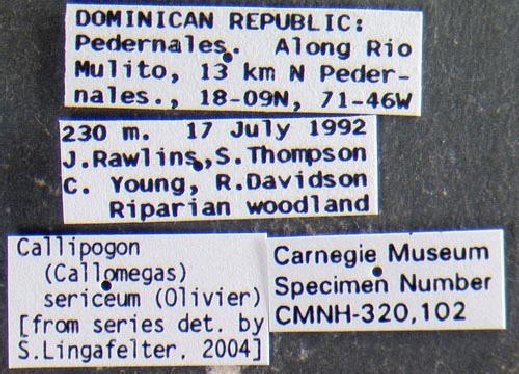 DOMINICAN REPUBLIC:
Pedernales. Along Rio
Mulito, 13 km N Peder-
nales., 18-09N, 71-46W
230 m. 17 July 1992
J.Rawlins,S.Thompson
C. Young, R.Davidson
Riparian woodland
Callipogon
(Callomegas)
sericeum (Olivier)
[from series det. by
S.Lingafelter, 2004]
Carnegie Museum
Specimen Number
CMNH-320,102